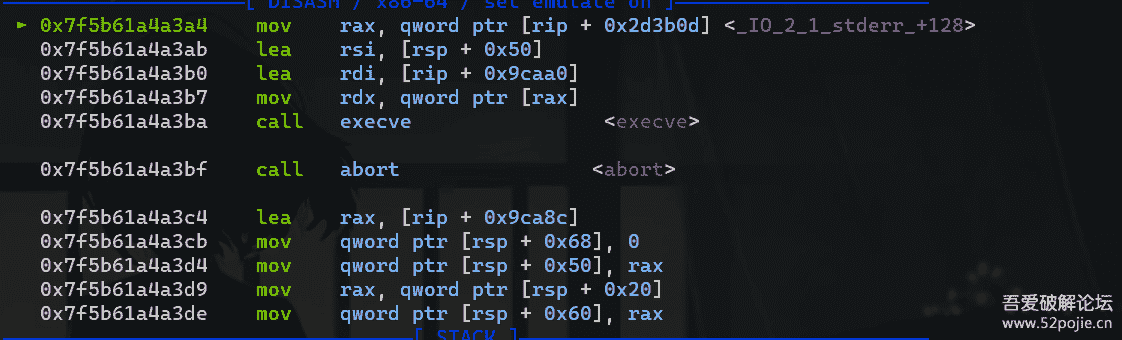 [ DISASM / x86-64 / set emulate on ]
► 0x7f5b61a4a3a4 mov rax, qword ptr [rip + 0x2d3b0d] <_IO_2_1_stderr_+128>
0x7f5b61a4a3ab lea rsi, [rsp + 0x50]
0x7f5b61a4a3b0 lea rdi, [rip + 0x9caa0]
0x7f5b61a4a3b7 mov rdx, qword ptr [rax]
0x7f5b61a4a3ba call execve <execve>
0x7f5b61a4a3bf call abort <abort>
0x7f5b61a4a3c4 lea rax, [rip + 0x9ca8c]
0x7f5b61a4a3cb mov qword ptr [rsp + 0x68], 0
0x7f5b61a4a3d4 mov qword ptr [rsp + 0x50], rax
0x7f5b61a4a3d9 mov rax, qword ptr [rsp + 0x20]
0x7f5b61a4a3de mov qword ptr [rsp + 0x60], rax
[ STACK ]
吾爱破解论坛
www.52pojie.cn